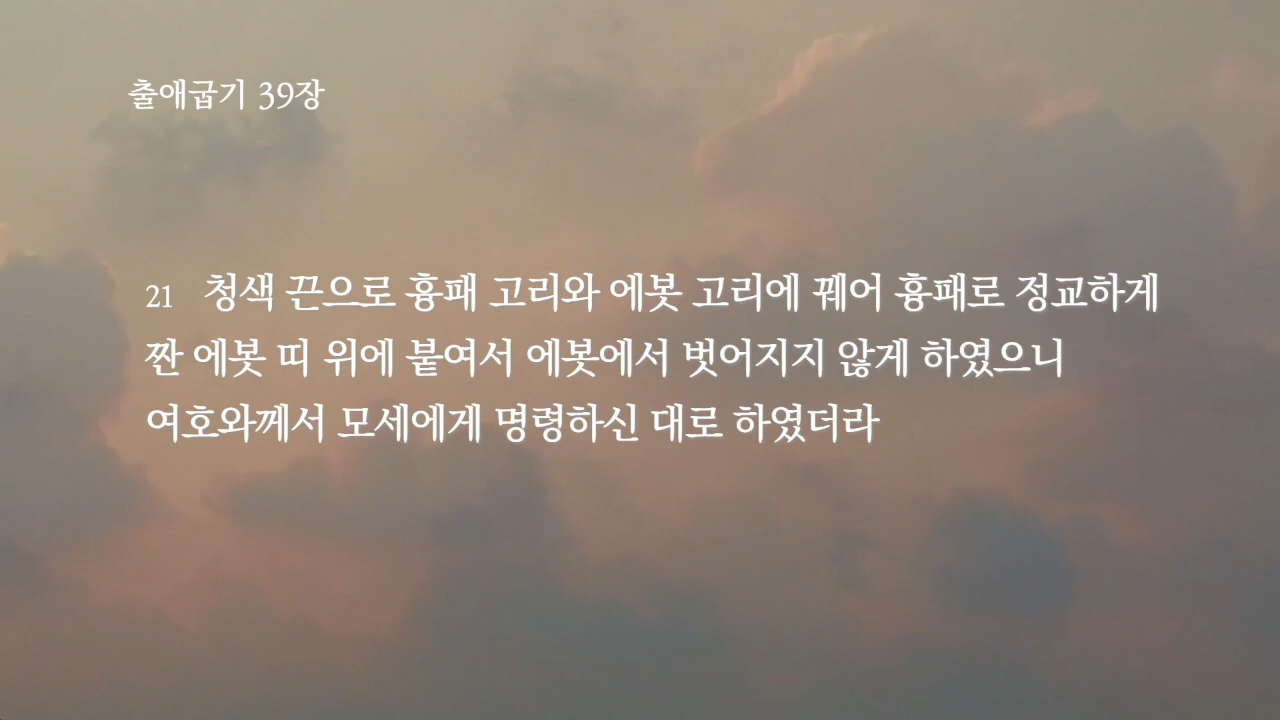 출애굽기 39장
21 청색 끈으로 흉패 고리와 에봇 고리에 꿰어 흉패로 정교하게
짠 에봇 띠 위에 붙여서 에봇에서 벗어지지 않게 하였으니
여호와께서 모세에게 명령하신 대로 하였더라